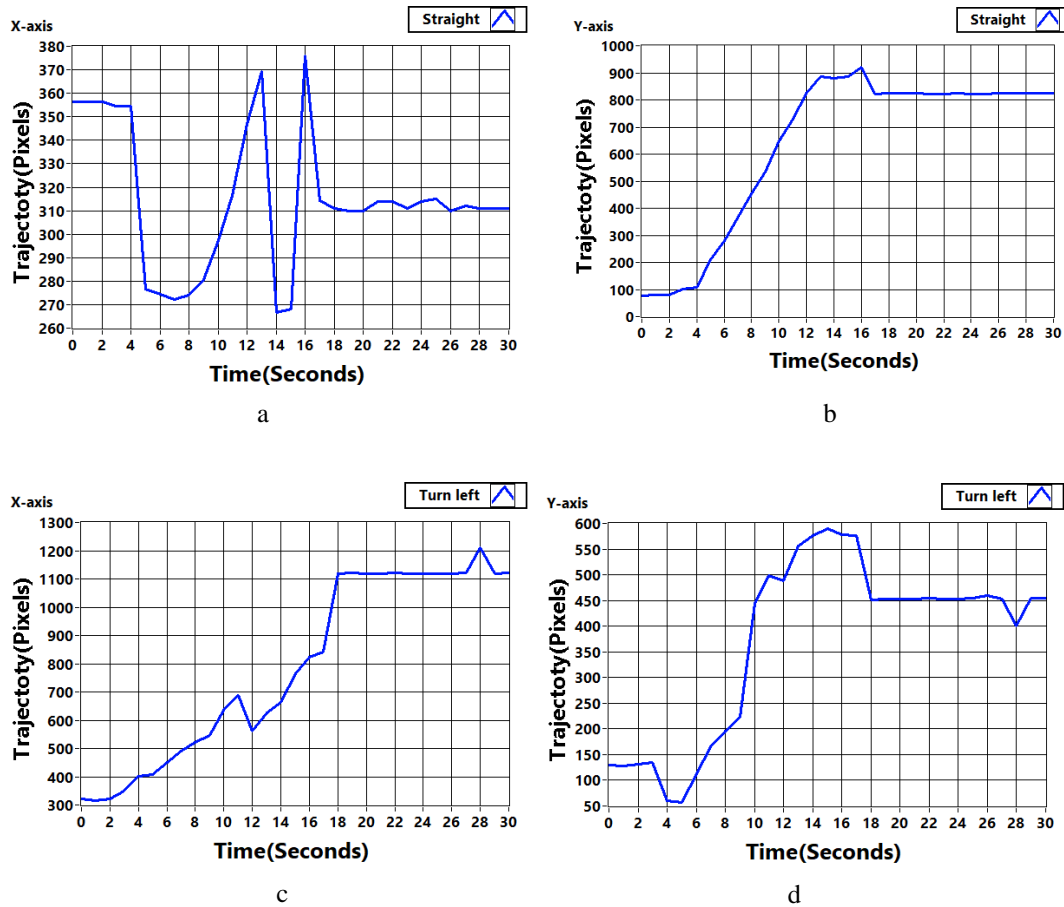 X-axis
Straight
380
370
360
350
340
330
320
310
300
290
280
270
260
Trajectoty(Pixels)
0 2 4 6 8 10 12 14 16 18 20 22 24 26 28 30
Time(Seconds)
a
Y-axis
Straight
1000
900
800
700
600
500
400
300
200
100
0
Trajectoty(Pixels)
0 2 4 6 8 10 12 14 16 18 20 22 24 26 28 30
Time(Seconds)
b
X-axis
Turn left
1300
1200
1100
1000
900
800
700
600
500
400
300
Trajectoty(Pixels)
0 2 4 6 8 10 12 14 16 18 20 22 24 26 28 30
Time(Seconds)
c
Y-axis
Turn left
600
550
500
450
400
350
300
250
200
150
100
50
Trajectoty(Pixels)
0 2 4 6 8 10 12 14 16 18 20 22 24 26 28 30
Time(Seconds)
d